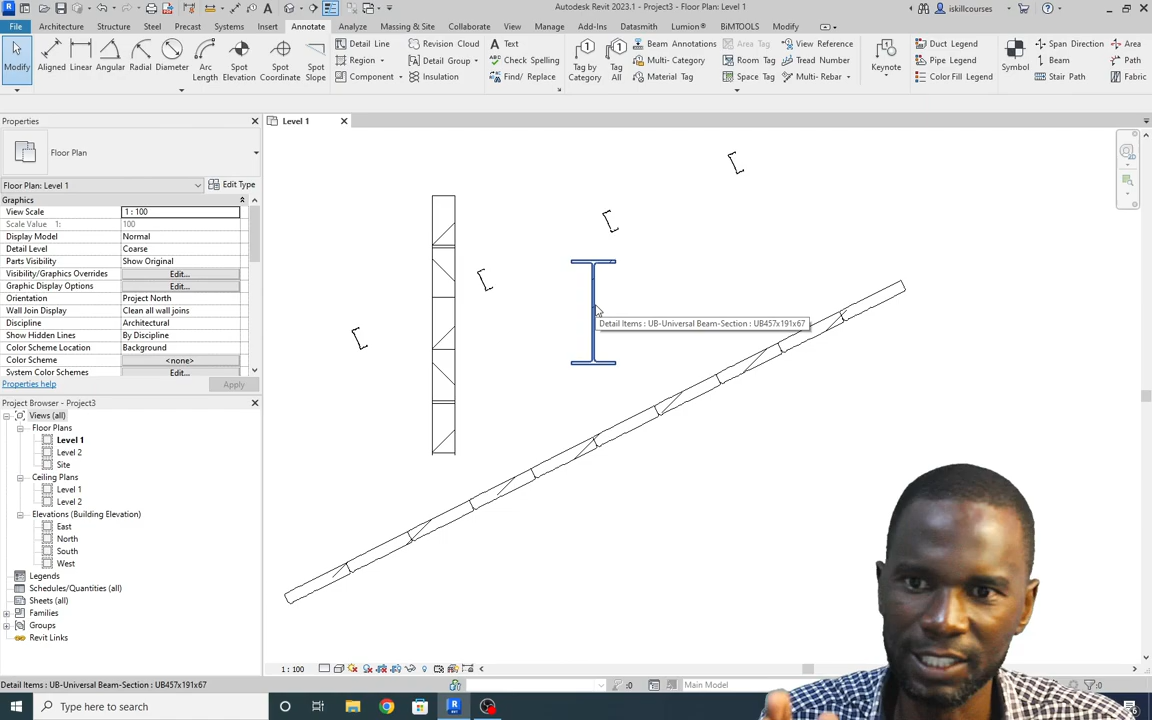 Autodesk Revit 2023.1 - Project3 - Floor Plan: Level 1
iskillcourses
File Architecture Structure Steel Precast Systems Insert Annotate Analyze Massing & Site Collaborate View Manage Add-Ins Datasmith Lumion® BIMTOOLS Modify
Modify
Aligned Linear Angular Radial Diameter Arc Length Spot Elevation Spot Coordinate Spot Slope
Detail Line Revision Cloud
Region Detail Group
Component Insulation
Text
Check Spelling
Find/ Replace
Tag by Category Tag All
Beam Annotations Area Tag View Reference
Multi- Category Room Tag Tread Number
Material Tag Space Tag Multi- Rebar
Keynote
Duct Legend
Pipe Legend
Color Fill Legend
Symbol
Span Direction Area
Beam Path
Stair Path Fabric
Properties
Level 1
Floor Plan
Floor Plan: Level 1 Edit Type
Graphics
View Scale 1 : 100
Scale Value 1: 100
Display Model Normal
Detail Level Coarse
Parts Visibility Show Original
Visibility/Graphics Overrides Edit...
Graphic Display Options Edit...
Orientation Project North
Wall Join Display Clean all wall joins
Discipline Architectural
Show Hidden Lines By Discipline
Color Scheme Location Background
Color Scheme <none>
System Color Schemes Edit...
Properties help Apply
Project Browser - Project3
Views (all)
Floor Plans
Level 1
Level 2
Site
Ceiling Plans
Level 1
Level 2
Elevations (Building Elevation)
East
North
South
West
Legends
Schedules/Quantities (all)
Sheets (all)
Families
Groups
Revit Links
Detail Items : UB-Universal Beam-Section : UB457x191x67
1 : 100
Detail Items : UB-Universal Beam-Section : UB457x191x67
:0
Main Model
:0
Type here to search